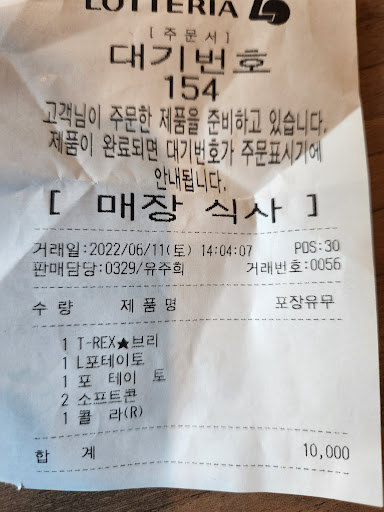 LOTTERIA
[ 주 문 서 ]
대기번호
154
고객님이 주문한 제품을 준비하고 있습니다.
제품이 완료되면 대기번호가 주문표시기에
안내됩니다.
[ 매장 식사 ]
거래일:2022/06/11(토) 14:04:07 POS:30
판매담당:0329/유주희 거래번호:0056
수 량 제 품 명 포장유무
1 T-REX★브리
1 L포테이토
1 포 테이 토
2 소프트콘
1 콜 라(R)
합 계 10,000